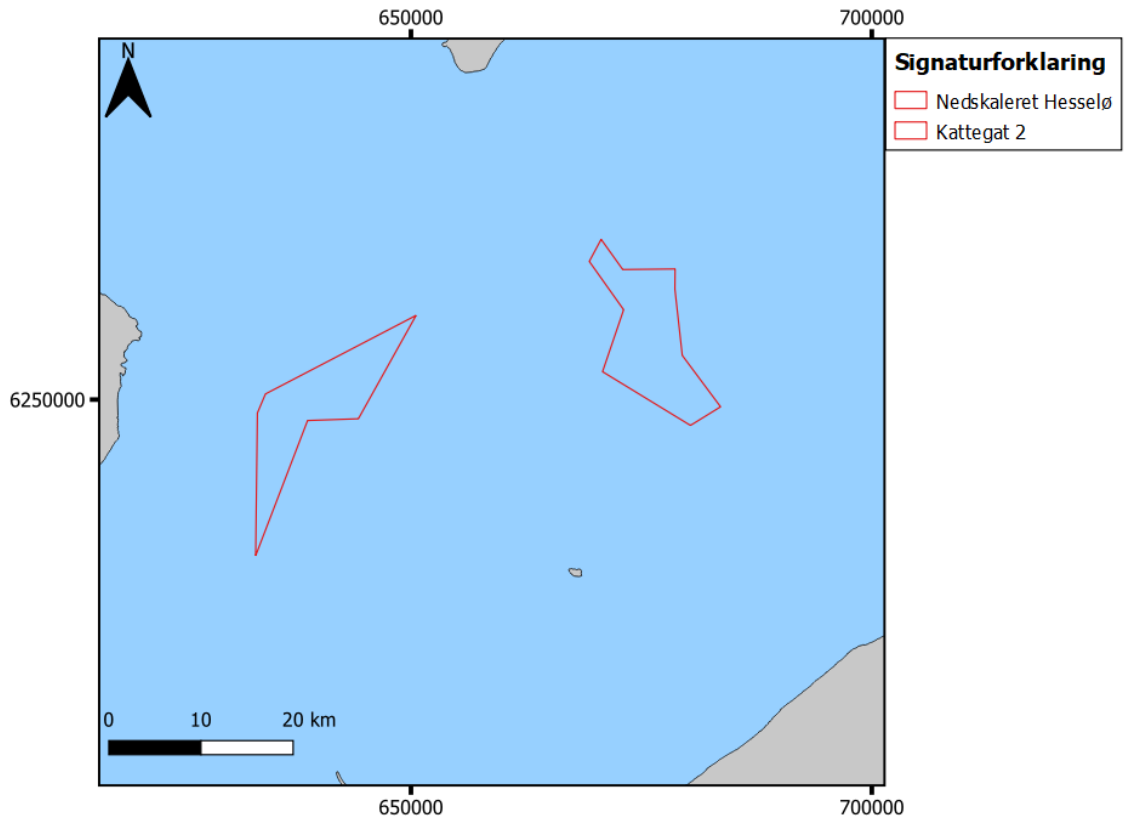 650000
700000
N
Signaturforklaring
Nedskaleret Hesselø
Kattegat 2
6250000
0 10 20 km
650000
700000